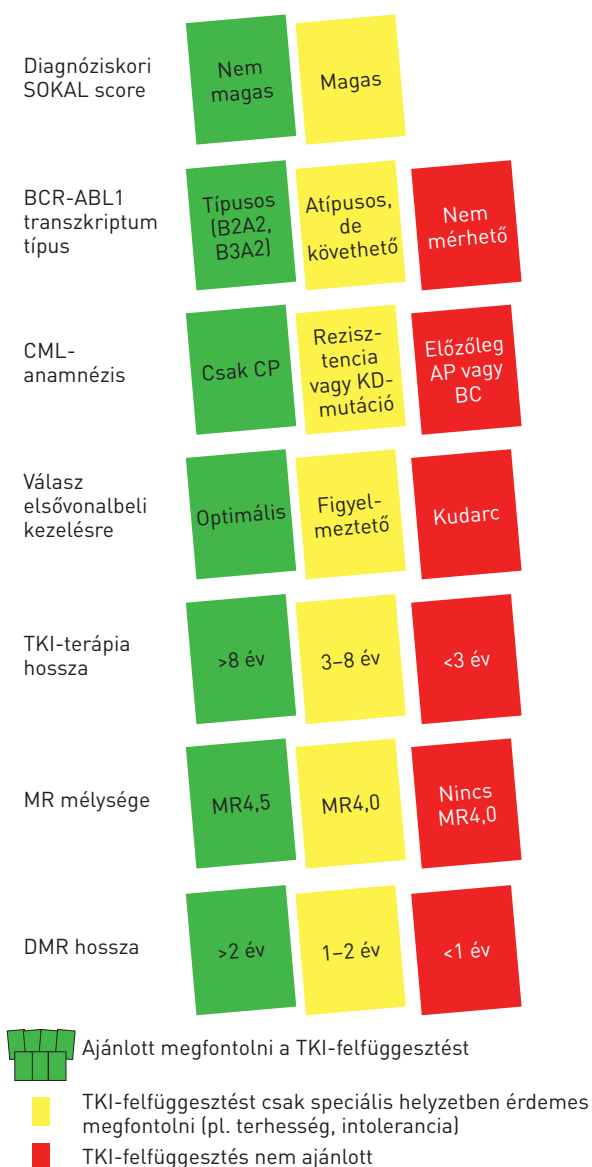 Diagnóziskori
SOKAL score
Nem
magas
Magas
BCR-ABL1
transzkriptum
típus
Típusos
(B2A2,
B3A2)
Atípusos,
de
követhető
Nem
mérhető
CML-
anamnézis
Csak CP
Rezisz-
tencia
vagy KD-
mutáció
Előzőleg
AP vagy
BC
Válasz
elsővonalbeli
kezelésre
Optimális
Figyel-
meztető
Kudarc
TKI-terápia
hossza
>8 év
3–8 év
<3 év
MR mélysége
MR4,5
MR4,0
Nincs
MR4,0
DMR hossza
>2 év
1–2 év
<1 év
Ajánlott megfontolni a TKI-felfüggesztést
TKI-felfüggesztést csak speciális helyzetben érdemes
megfontolni (pl. terhesség, intolerancia)
TKI-felfüggesztés nem ajánlott